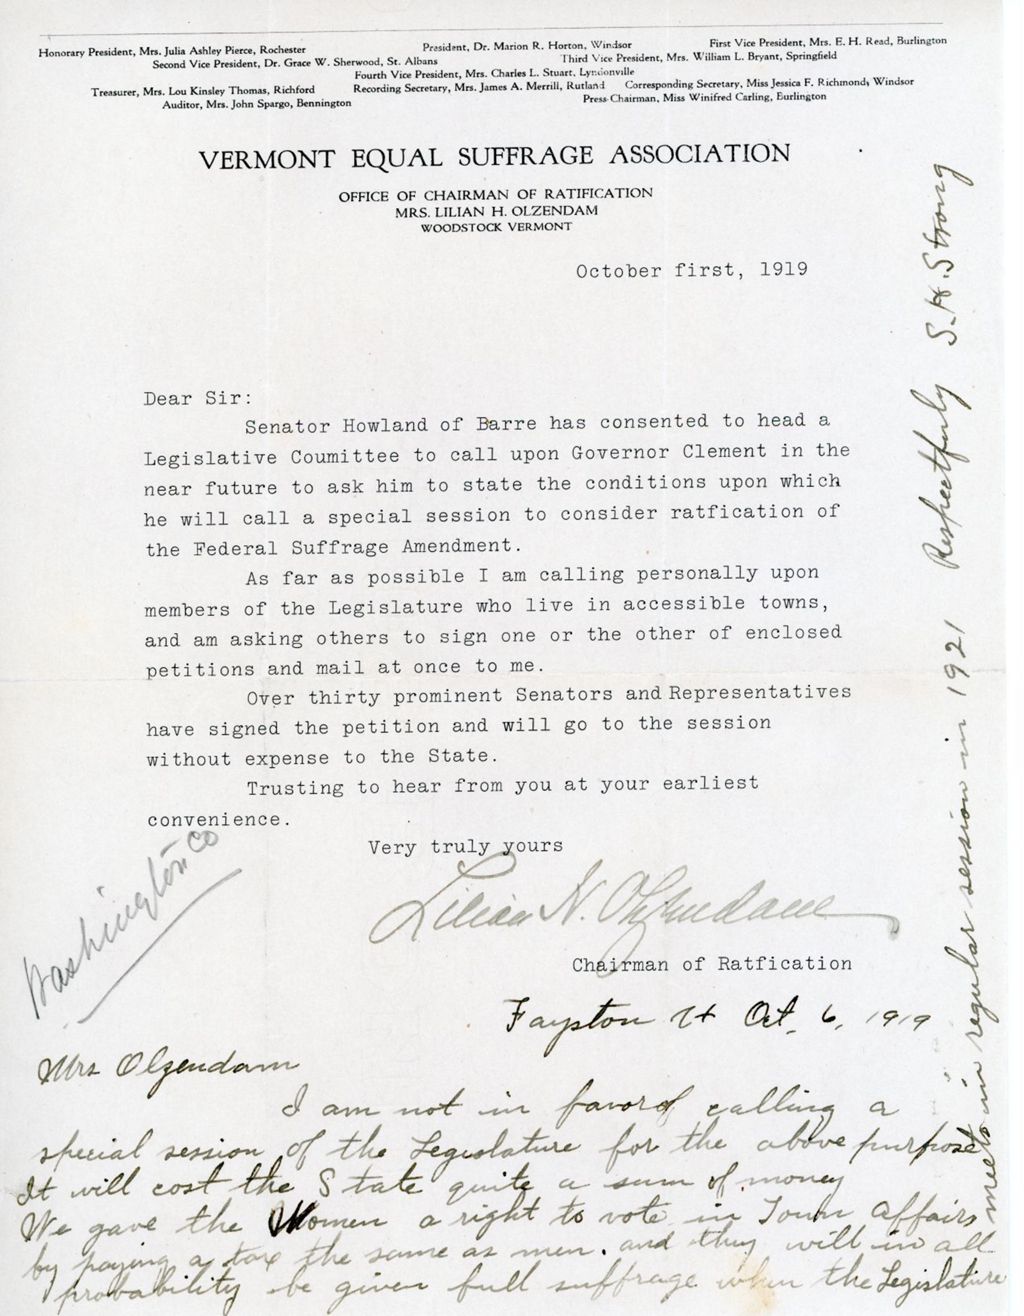 Honorary President, Mrs. Julia Ashley Pierce, Rochester President, Dr. Marion R. Horton, Windsor First Vice President, Mrs. E. H. Read, Burlington
Second Vice President, Dr. Grace W. Sherwood, St. Albans Third Vice President, Mrs. William L. Bryant, Springfield
Fourth Vice President, Mrs. Charles L. Stuart, Lyndonville
Treasurer, Mrs. Lou Kinsley Thomas, Richford Recording Secretary, Mrs. James A. Merrill, Rutland Corresponding Secretary, Miss Jessica F. Richmond, Windsor
Auditor, Mrs. John Spargo, Bennington Press Chairman, Miss Winifred Carling, Burlington
VERMONT EQUAL SUFFRAGE ASSOCIATION
OFFICE OF CHAIRMAN OF RATIFICATION
MRS. LILIAN H. OLZENDAM
WOODSTOCK VERMONT
October first, 1919
Dear Sir:
Senator Howland of Barre has consented to head a
Legislative Coumittee to call upon Governor Clement in the
near future to ask him to state the conditions upon which
he will call a special session to consider ratfication of
the Federal Suffrage Amendment.
As far as possible I am calling personally upon
members of the Legislature who live in accessible towns,
and am asking others to sign one or the other of enclosed
petitions and mail at once to me.
Over thirty prominent Senators and Representatives
have signed the petition and will go to the session
without expense to the State.
Trusting to hear from you at your earliest
convenience.
Very truly yours
Lilian H. Olzendam
Chairman of Ratfication
Washington Co
Fayston Vt Oct. 6, 1919
Mrs Olzendam
I am not in favor of calling a
special session of the Legeslature for the above purpose
It will cost the State quite a sum of money
We gave the Women a right to vote in Town Affairs
by paying a tax the same as men. and they will in all
probability be given full suffrage when the Legislature
meets in in regular session in 1921 Respectfuly S. H. Strong